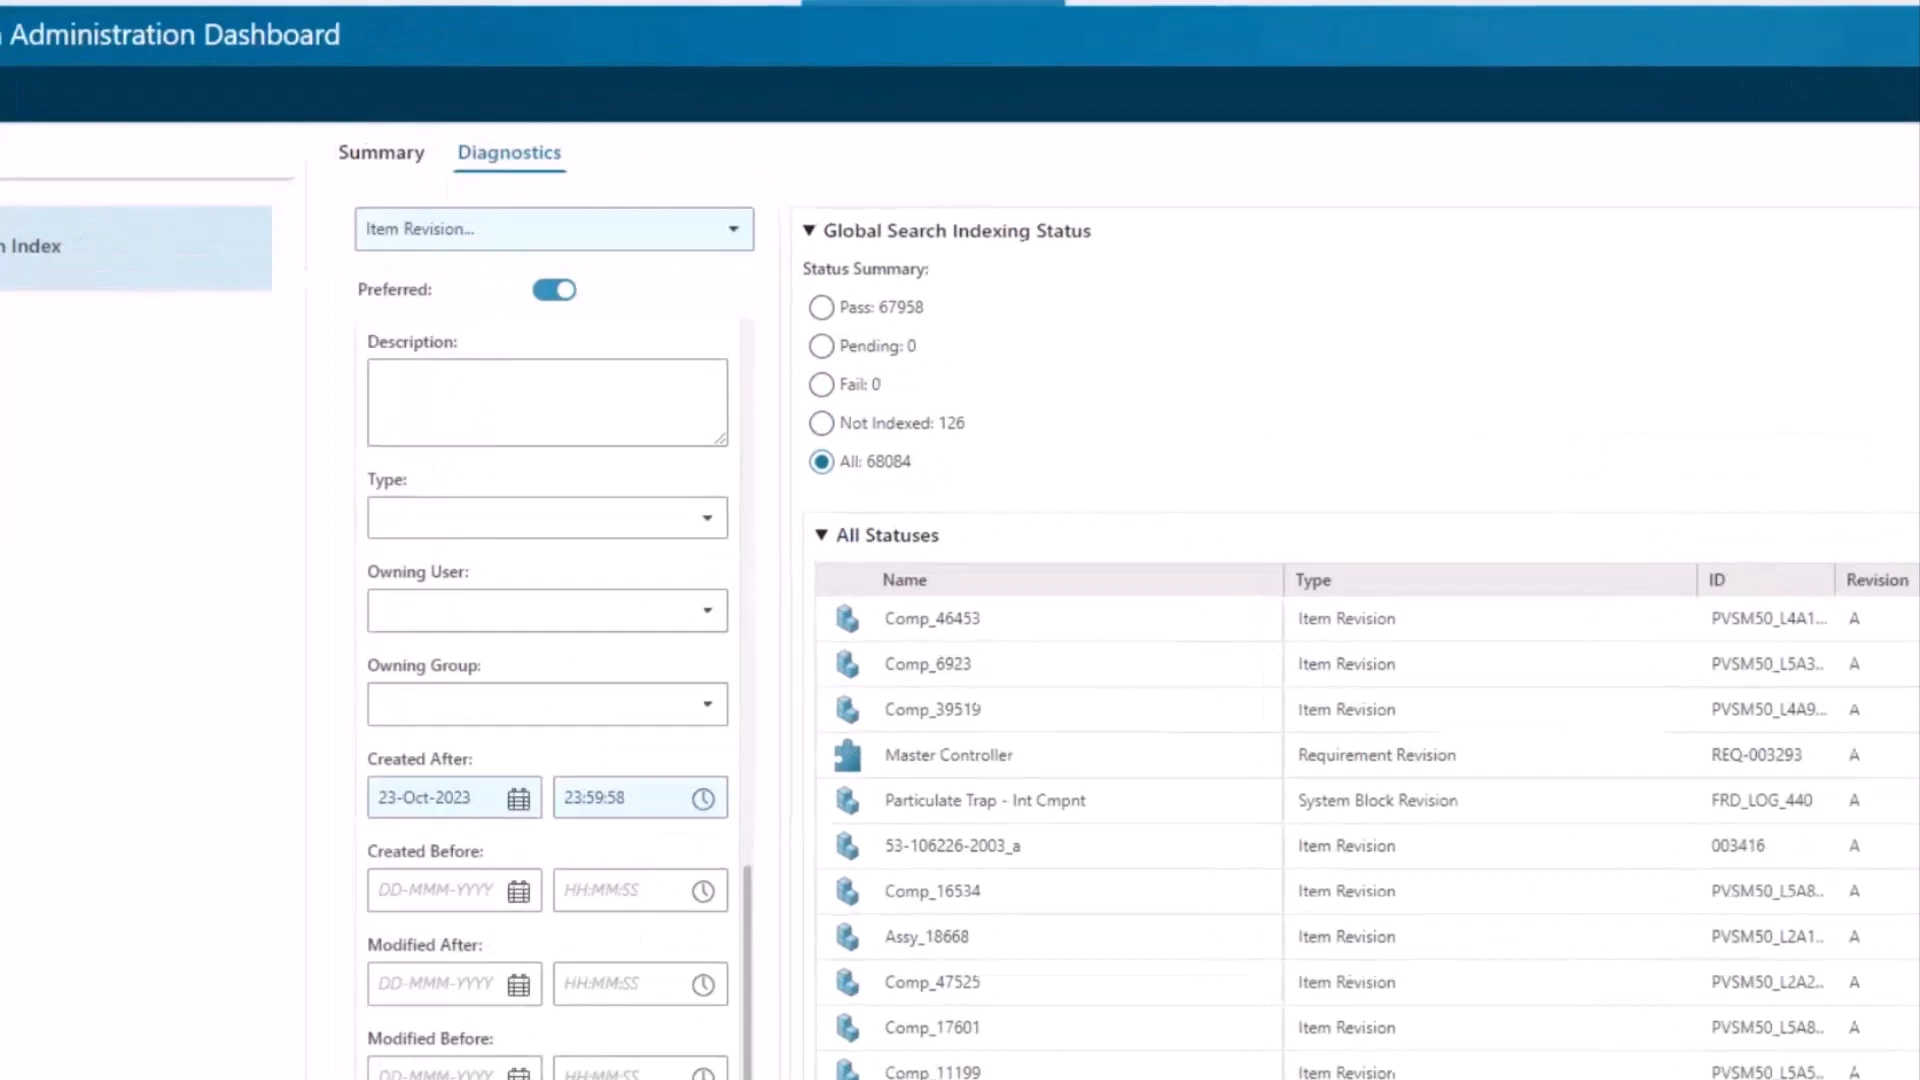 Administration Dashboard
Summary
Diagnostics
Index
Item Revision...
Preferred:
Description:
Type:
Owning User:
Owning Group:
Created After:
23-Oct-2023
23:59:58
Created Before:
DD-MMM-YYYY
HH:MM:SS
Modified After:
DD-MMM-YYYY
HH:MM:SS
Modified Before:
DD-MMM-YYYY
HH:MM:SS
Global Search Indexing Status
Status Summary:
Pass: 67958
Pending: 0
Fail: 0
Not Indexed: 126
All: 68084
All Statuses
Name Type ID Revision
Comp_46453 Item Revision PVSM50_L4A1... A
Comp_6923 Item Revision PVSM50_L5A3.. A
Comp_39519 Item Revision PVSM50_L4A9... A
Master Controller Requirement Revision REQ-003293 A
Particulate Trap - Int Cmpnt System Block Revision FRD_LOG_440 A
53-106226-2003_a Item Revision 003416 A
Comp_16534 Item Revision PVSM50_L5A8.. A
Assy_18668 Item Revision PVSM50_L2A1.. A
Comp_47525 Item Revision PVSM50_L2A2.. A
Comp_17601 Item Revision PVSM50_L5A8.. A
Comp_11199 Item Revision PVSM50_L5A5.. A